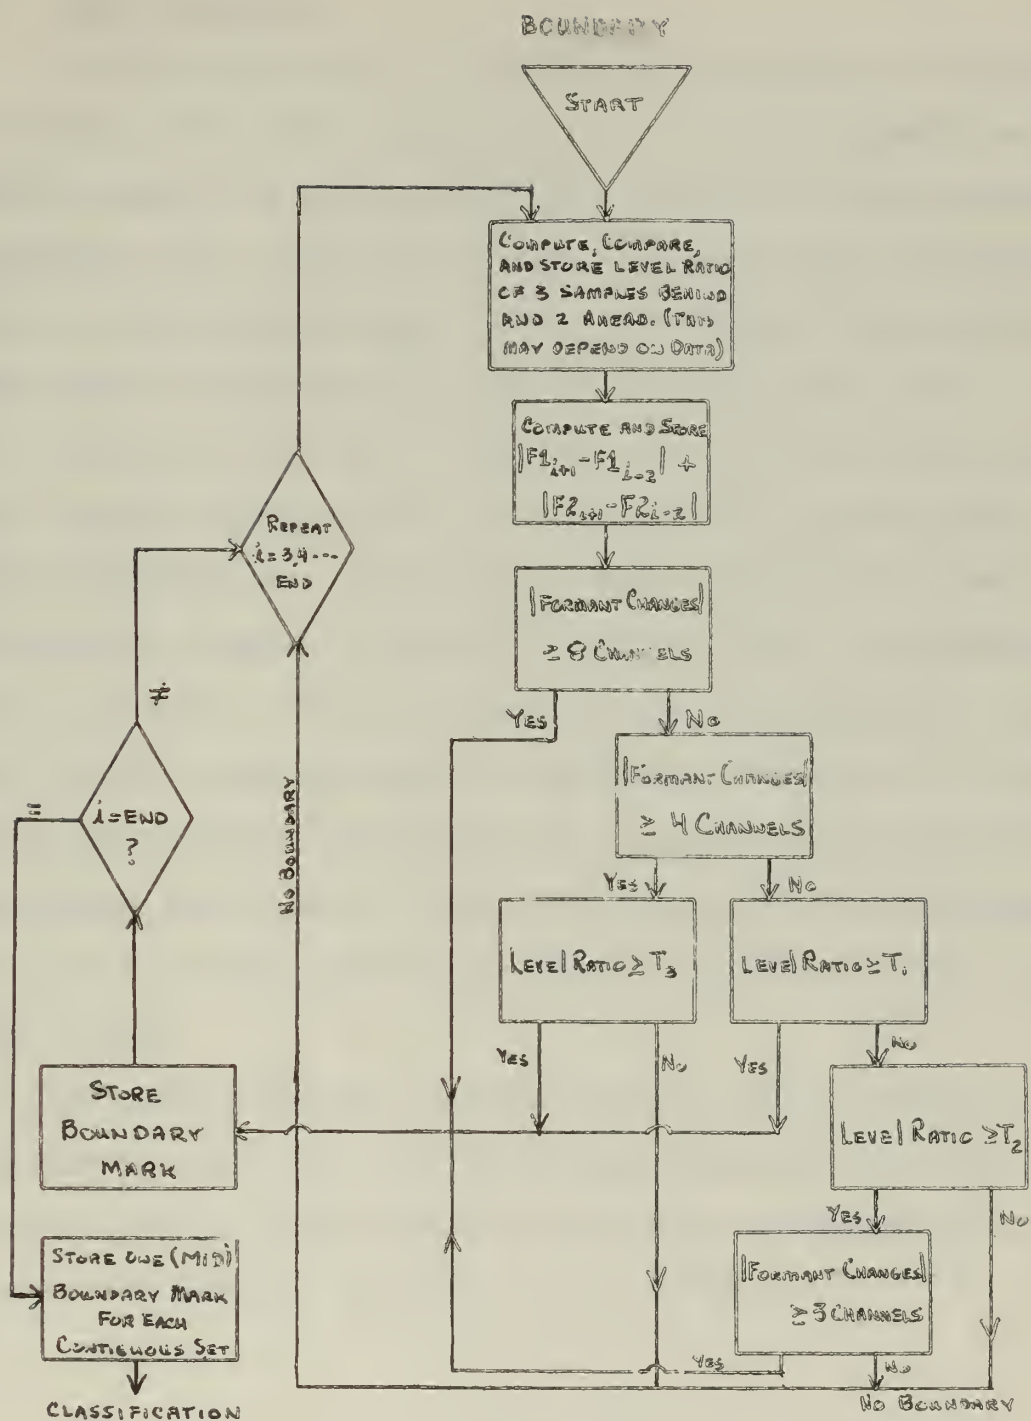 BOUNDARY
START
COMPUTE, COMPARE,
AND STORE LEVEL RATIO
OF 3 SAMPLES BEHIND
AND 2 AHEAD. (THIS
MAY DEPEND ON DATA)
COMPUTE AND STORE
|F1i+1 - F1i-2| +
|F2i+1 - F2i-2|
REPEAT
i = 3,4 ---
END
|FORMANT CHANGES|
≥ 8 CHANNELS
YES
NO
≠
|FORMANT CHANGES|
≥ 4 CHANNELS
=
i = END
?
NO BOUNDARY
YES
NO
LEVEL RATIO ≥ T3
LEVEL RATIO ≥ T1
YES
NO
YES
NO
STORE
BOUNDARY
MARK
LEVEL RATIO ≥ T2
YES
NO
STORE ONE (MID)
BOUNDARY MARK
FOR EACH
CONTIGUOUS SET
|FORMANT CHANGES|
≥ 3 CHANNELS
YES
NO
NO BOUNDARY
CLASSIFICATION